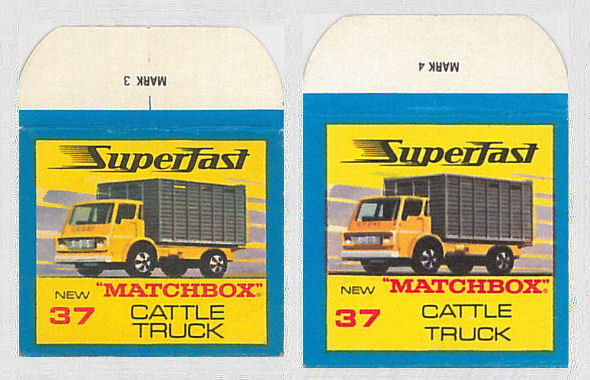 MARK 3
SuperFast
NEW "MATCHBOX"®
37 CATTLE
TRUCK
MARK 4
SuperFast
NEW "MATCHBOX"®
37 CATTLE
TRUCK